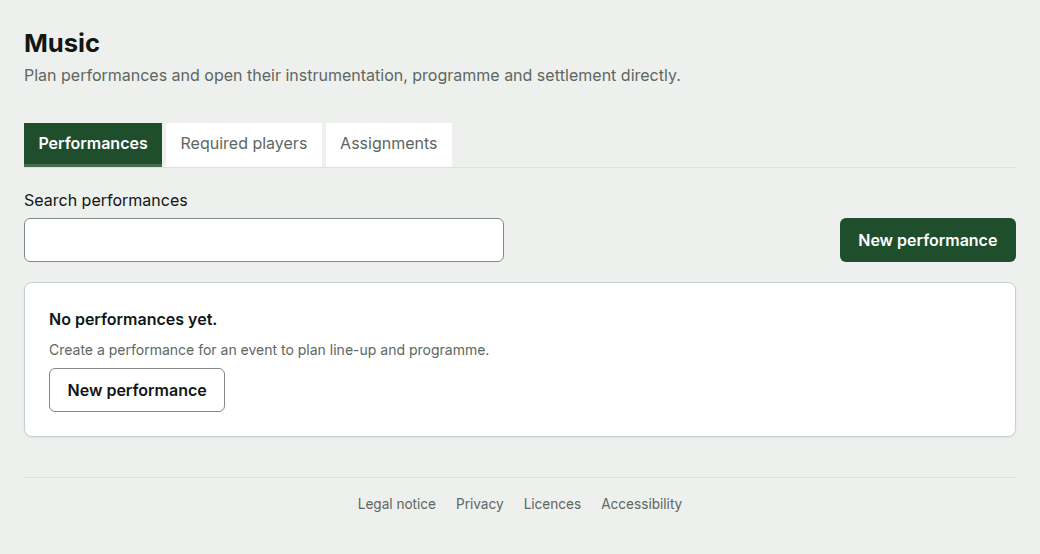 Music
Plan performances and open their instrumentation, programme and settlement directly.
Performances Required players Assignments
Search performances
New performance
No performances yet.
Create a performance for an event to plan line-up and programme.
New performance
Legal notice Privacy Licences Accessibility